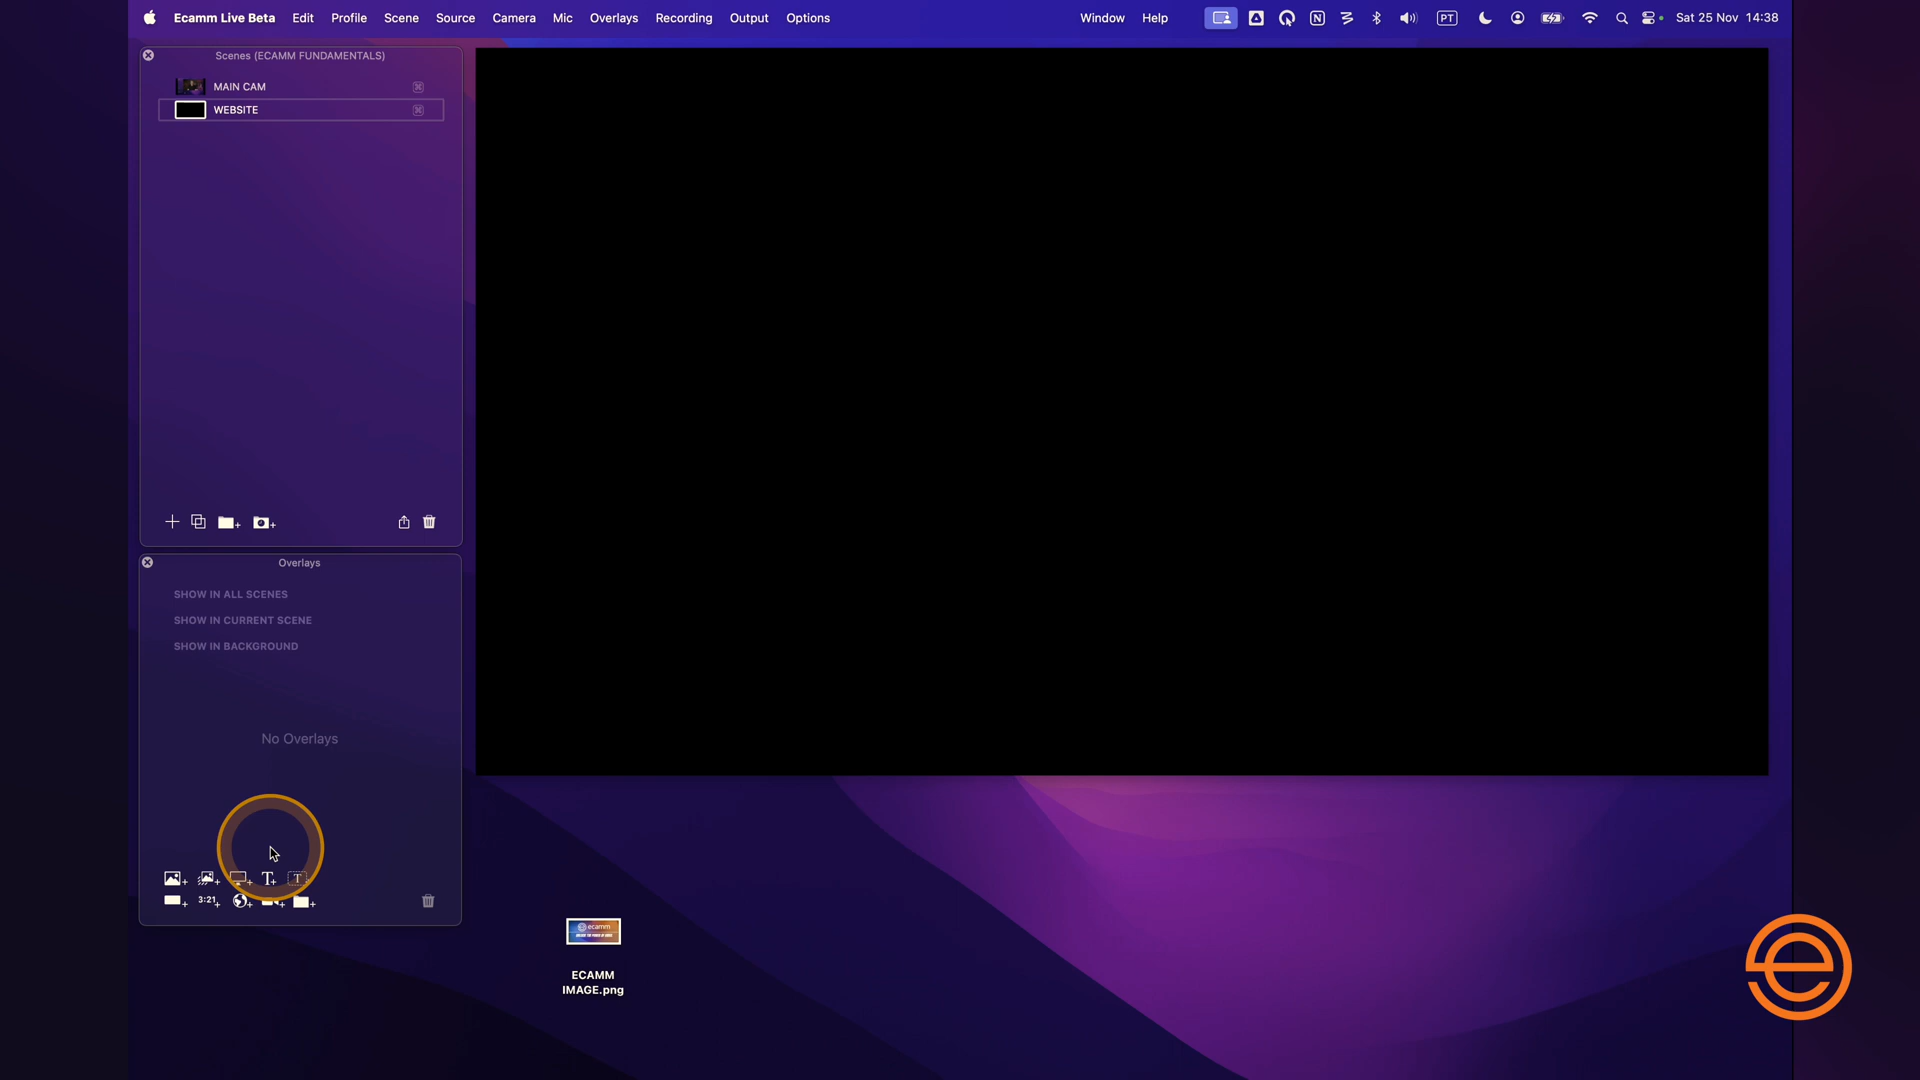 Ecamm Live Beta Edit Profile Scene Source Camera Mic Overlays Recording Output Options Window Help PT Sat 25 Nov 14:38
Scenes (ECAMM FUNDAMENTALS)
MAIN CAM
WEBSITE
Overlays
SHOW IN ALL SCENES
SHOW IN CURRENT SCENE
SHOW IN BACKGROUND
No Overlays
3:21
ecamm
ECAMM
IMAGE.png